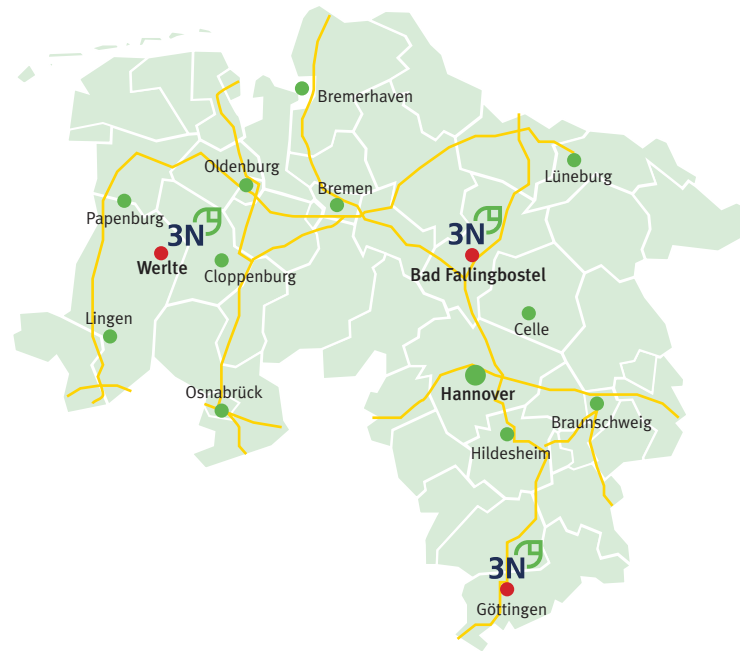 Bremerhaven
Oldenburg
Lüneburg
Bremen
Papenburg
3N
Werlte
3N
Bad Fallingbostel
Cloppenburg
Lingen
Celle
Osnabrück
Hannover
Braunschweig
Hildesheim
3N
Göttingen